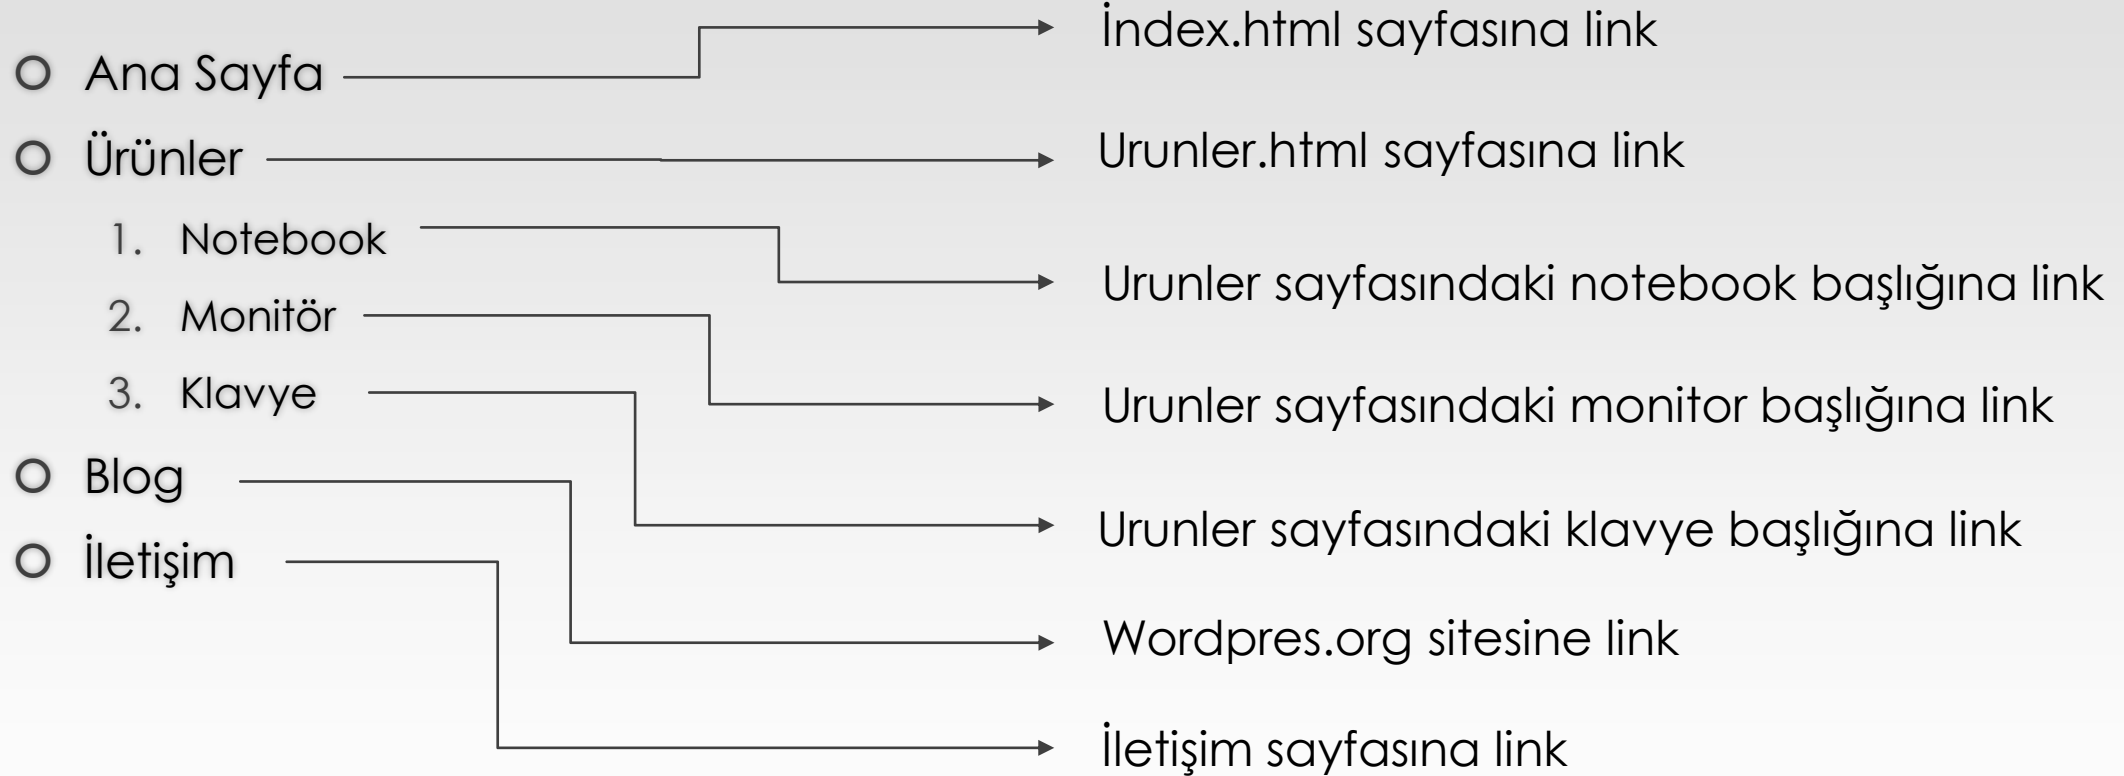 Ana Sayfa
Ürünler
1. Notebook
2. Monitör
3. Klavye
Blog
İletişim
İndex.html sayfasına link
Urunler.html sayfasına link
Urunler sayfasındaki notebook başlığına link
Urunler sayfasındaki monitor başlığına link
Urunler sayfasındaki klavye başlığına link
Wordpres.org sitesine link
İletişim sayfasına link